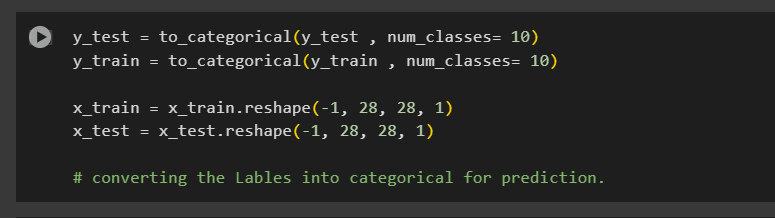 y_test = to_categorical(y_test , num_classes= 10)
y_train = to_categorical(y_train , num_classes= 10)
x_train = x_train.reshape(-1, 28, 28, 1)
x_test = x_test.reshape(-1, 28, 28, 1)
# converting the Lables into categorical for prediction.